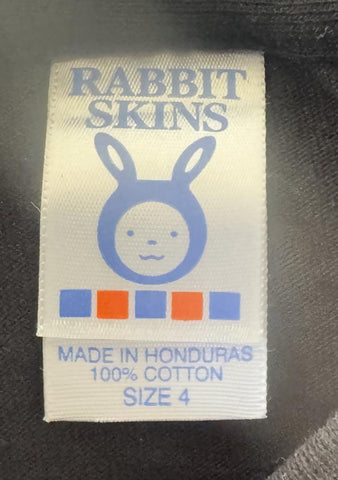 RABBIT
SKINS
MADE IN HONDURAS
100% COTTON
SIZE 4